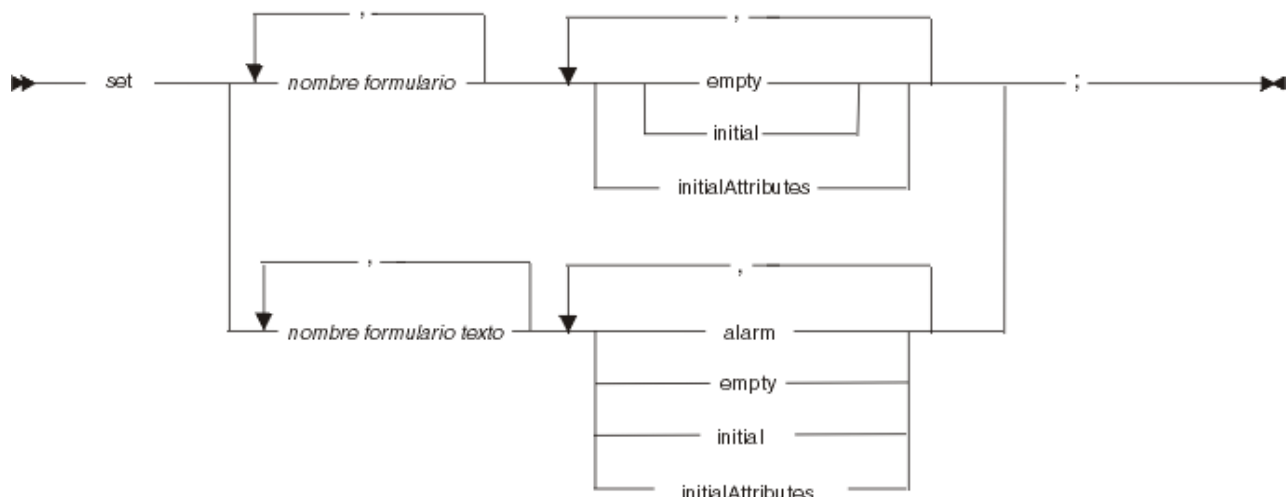 , ,
set nombre formulario empty ;
initial
initialAttributes
, ,
nombre formulario texto alarm
empty
initial
initialAttributes